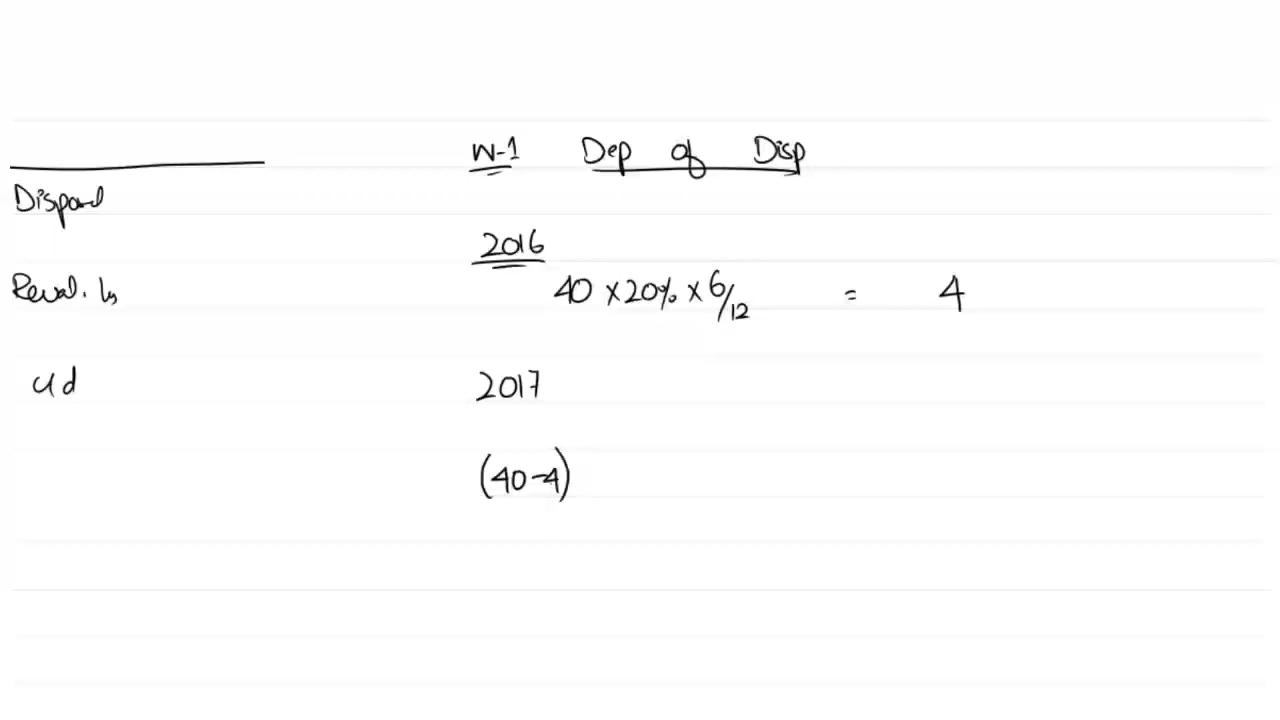 W-1 Dep of Disp
Disposal
2016
Reval. ls
40 × 20% × 6/12 = 4
c/d
2017
(40-4)